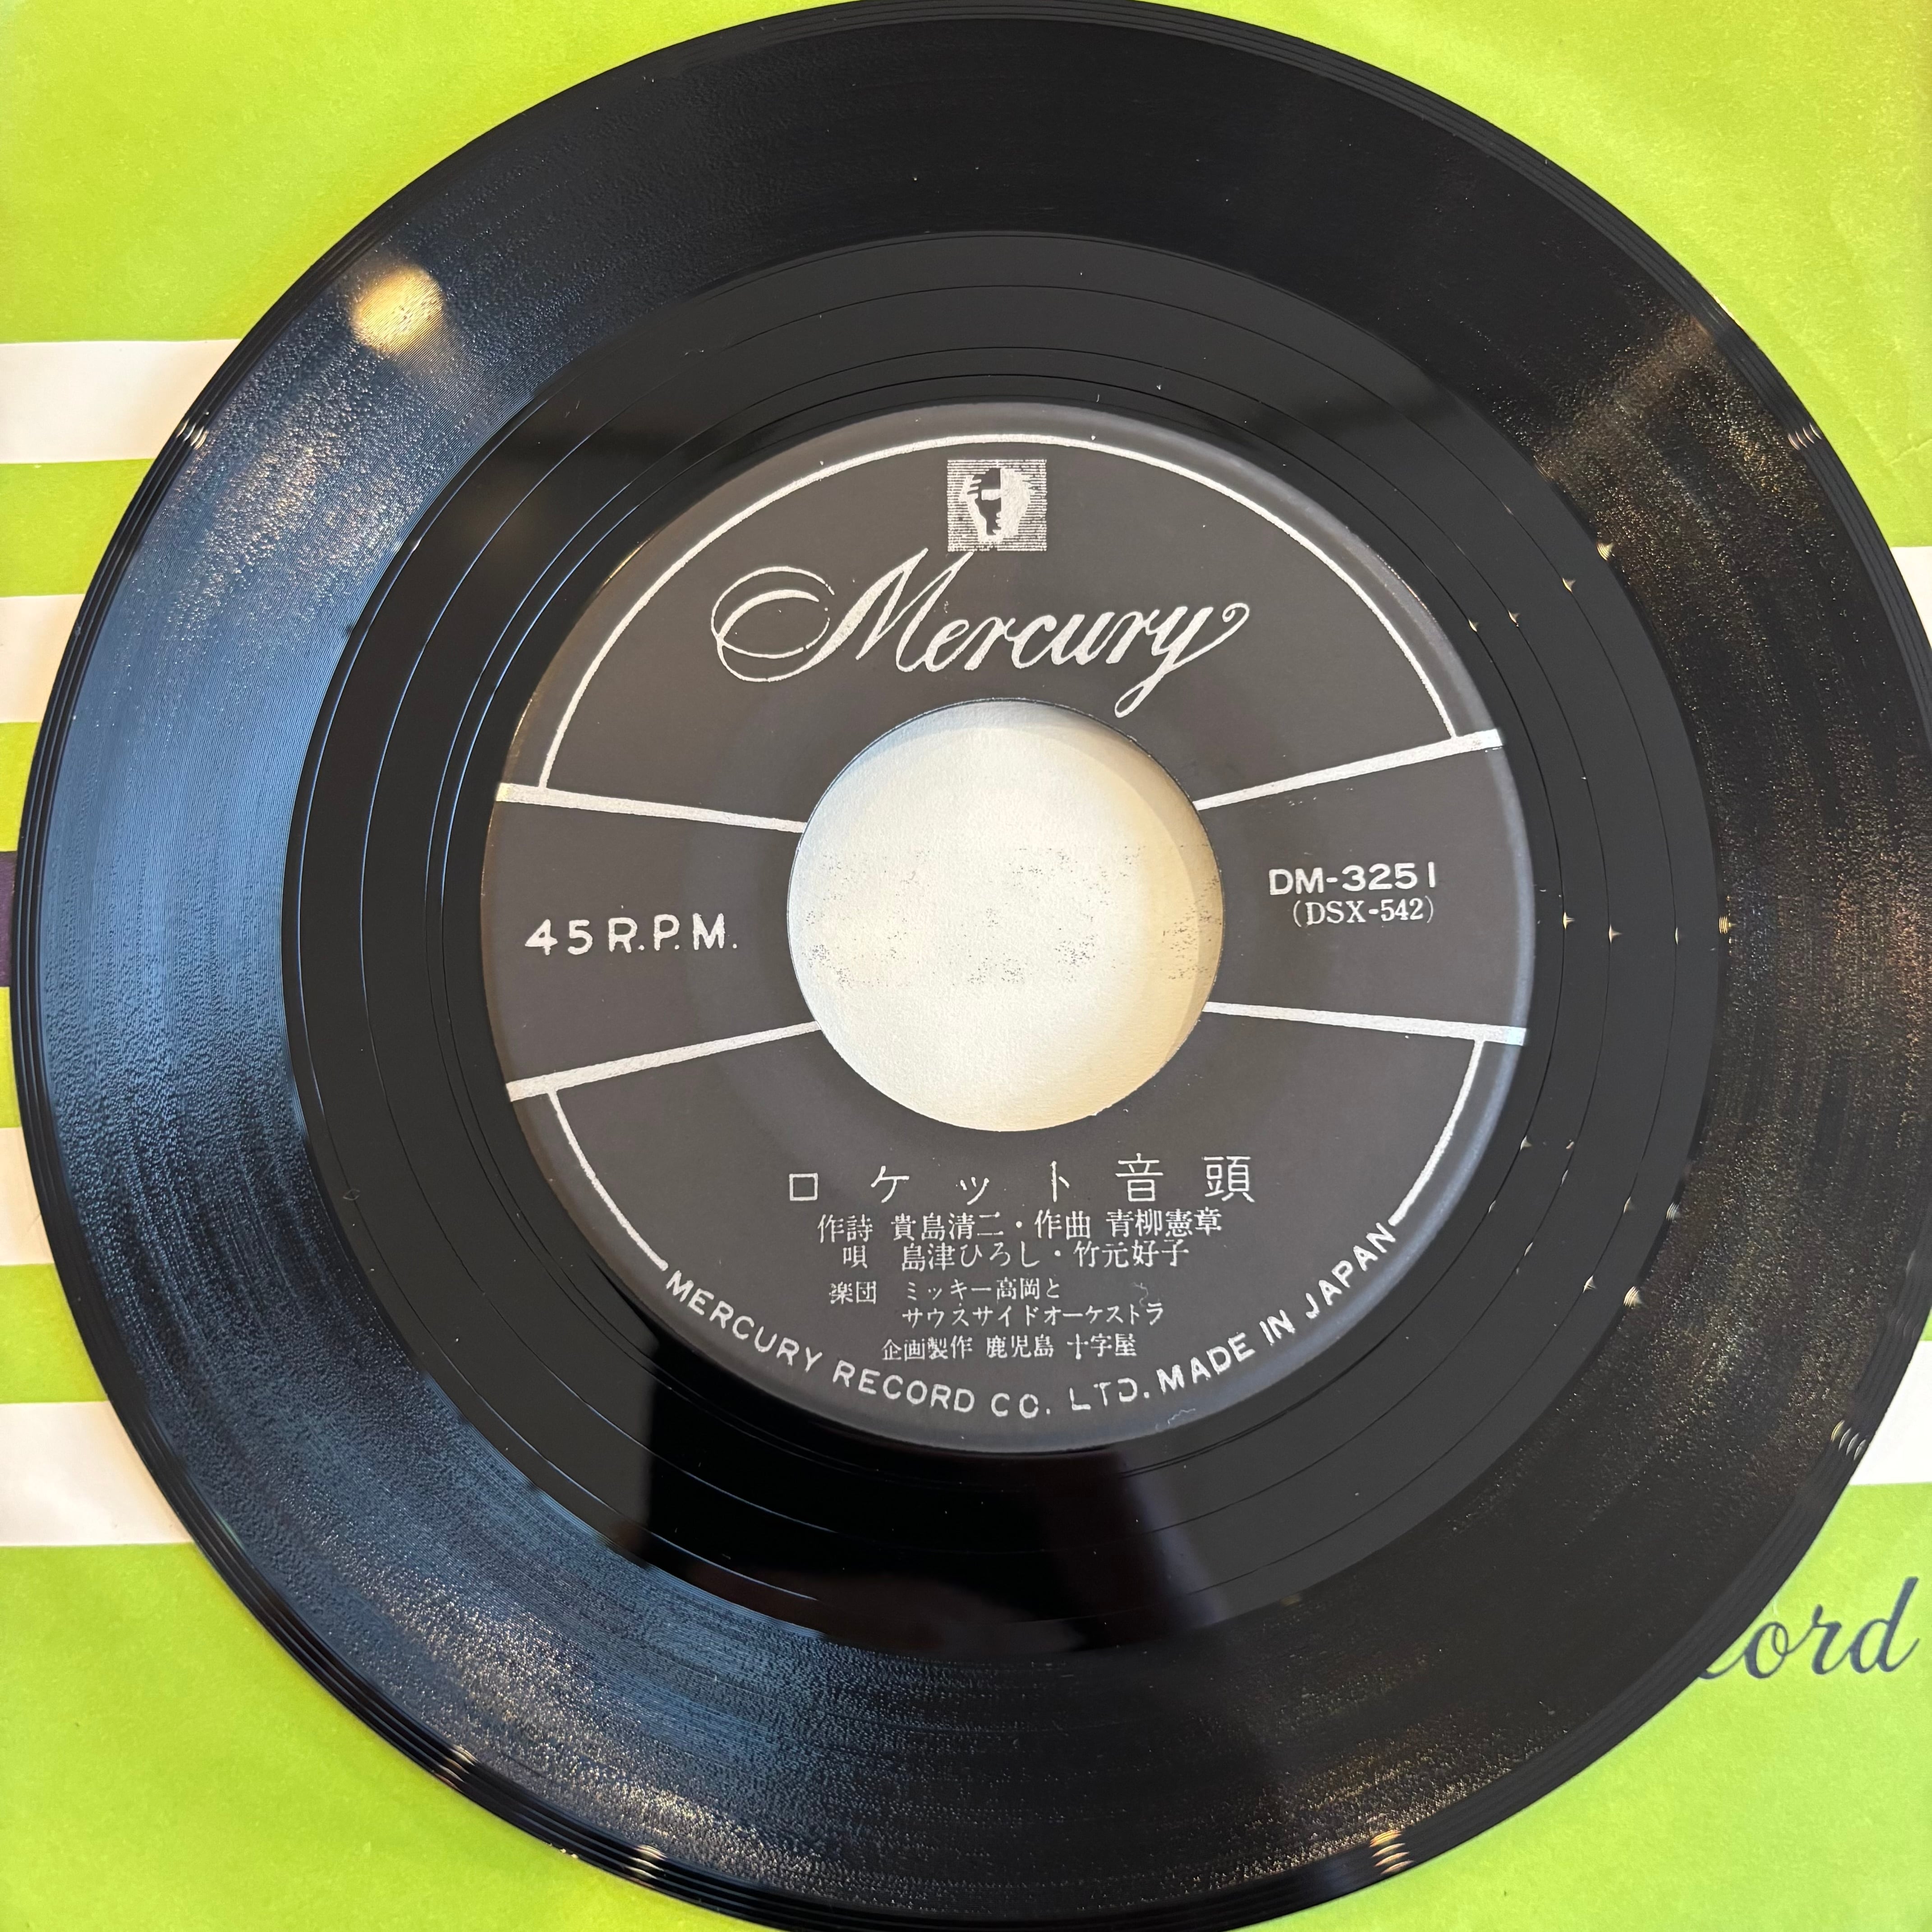 Mercury
45 R.P.M.
DM-3251
(DSX-542)
ロケット音頭
作詩 貴島清二・作曲 青柳憲章
唄 島津ひろし・竹元好子
楽団 ミッキー高岡と
サウスサイドオーケストラ
企画製作 鹿児島 十字屋
MERCURY RECORD CO. LTD. MADE IN JAPAN